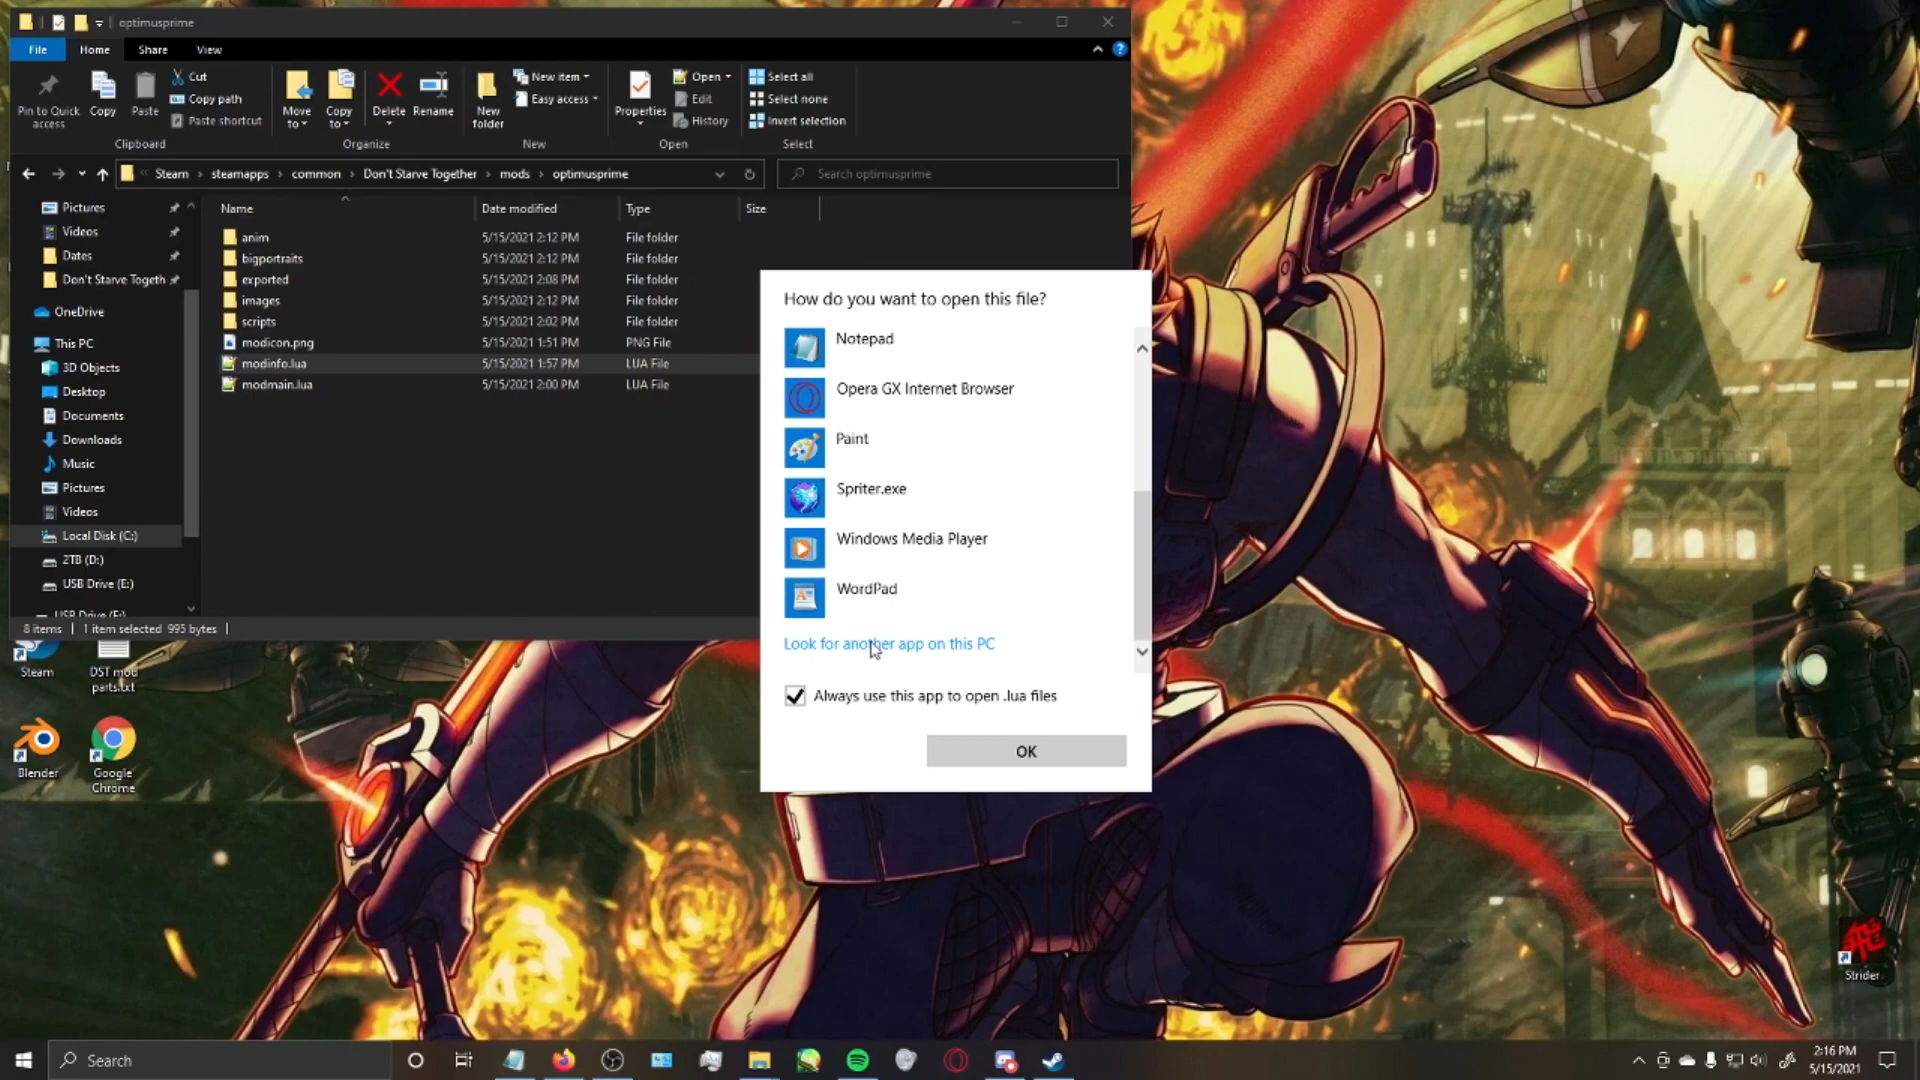 optimusprime
File
Home
Share
View
Pin to Quick access
Copy
Paste
Cut
Copy path
Paste shortcut
Clipboard
Move to
Copy to
Delete
Rename
Organize
New folder
New item
Easy access
New
Properties
Open
Edit
History
Open
Select all
Select none
Invert selection
Select
« Steam › steamapps › common › Don't Starve Together › mods › optimusprime
Search optimusprime
Pictures
Videos
Dates
Don't Starve Togeth
OneDrive
This PC
3D Objects
Desktop
Documents
Downloads
Music
Pictures
Videos
Local Disk (C:)
2TB (D:)
USB Drive (E:)
USB Drive (F:)
Name Date modified Type Size
anim 5/15/2021 2:12 PM File folder
bigportraits 5/15/2021 2:12 PM File folder
exported 5/15/2021 2:08 PM File folder
images 5/15/2021 2:12 PM File folder
scripts 5/15/2021 2:02 PM File folder
modicon.png 5/15/2021 1:51 PM PNG File
modinfo.lua 5/15/2021 1:57 PM LUA File
modmain.lua 5/15/2021 2:00 PM LUA File
8 items 1 item selected 995 bytes
How do you want to open this file?
Notepad
Opera GX Internet Browser
Paint
Spriter.exe
Windows Media Player
WordPad
Look for another app on this PC
Always use this app to open .lua files
OK
Steam
DST mod parts.txt
Blender
Google Chrome
飛
Strider
Search
2:16 PM
5/15/2021